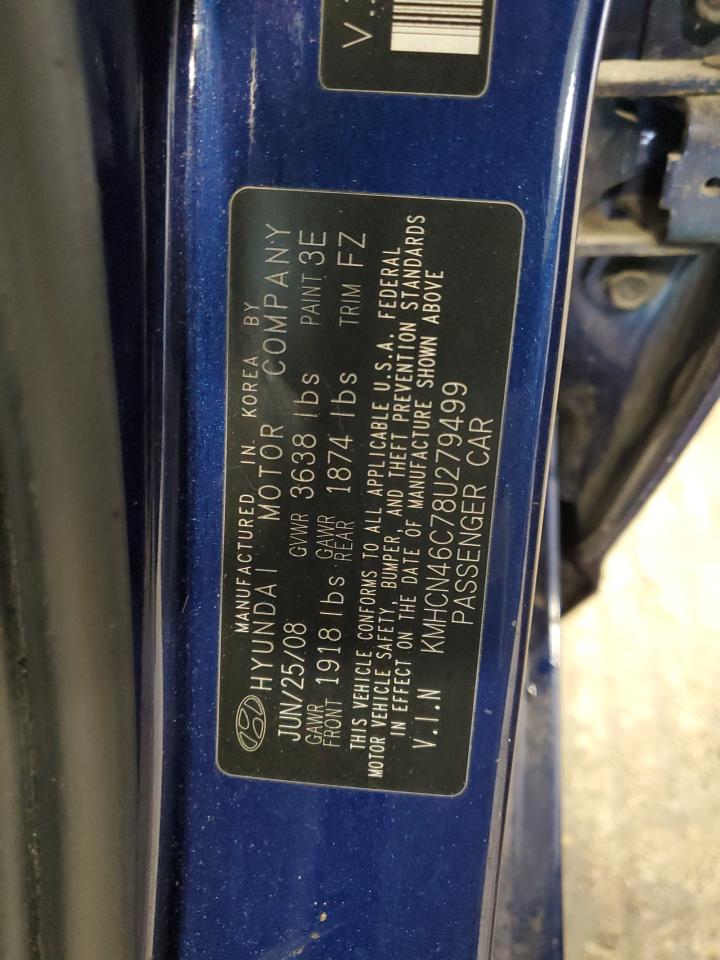 V.
MANUFACTURED IN KOREA BY
HYUNDAI MOTOR COMPANY
JUN/25/08 GVWR 3638 lbs PAINT 3E
GAWR FRONT 1918 lbs GAWR REAR 1874 lbs TRIM FZ
THIS VEHICLE CONFORMS TO ALL APPLICABLE U.S.A. FEDERAL
MOTOR VEHICLE SAFETY, BUMPER, AND THEFT PREVENTION STANDARDS
IN EFFECT ON THE DATE OF MANUFACTURE SHOWN ABOVE
V.I.N KMHCN46C78U279499
PASSENGER CAR